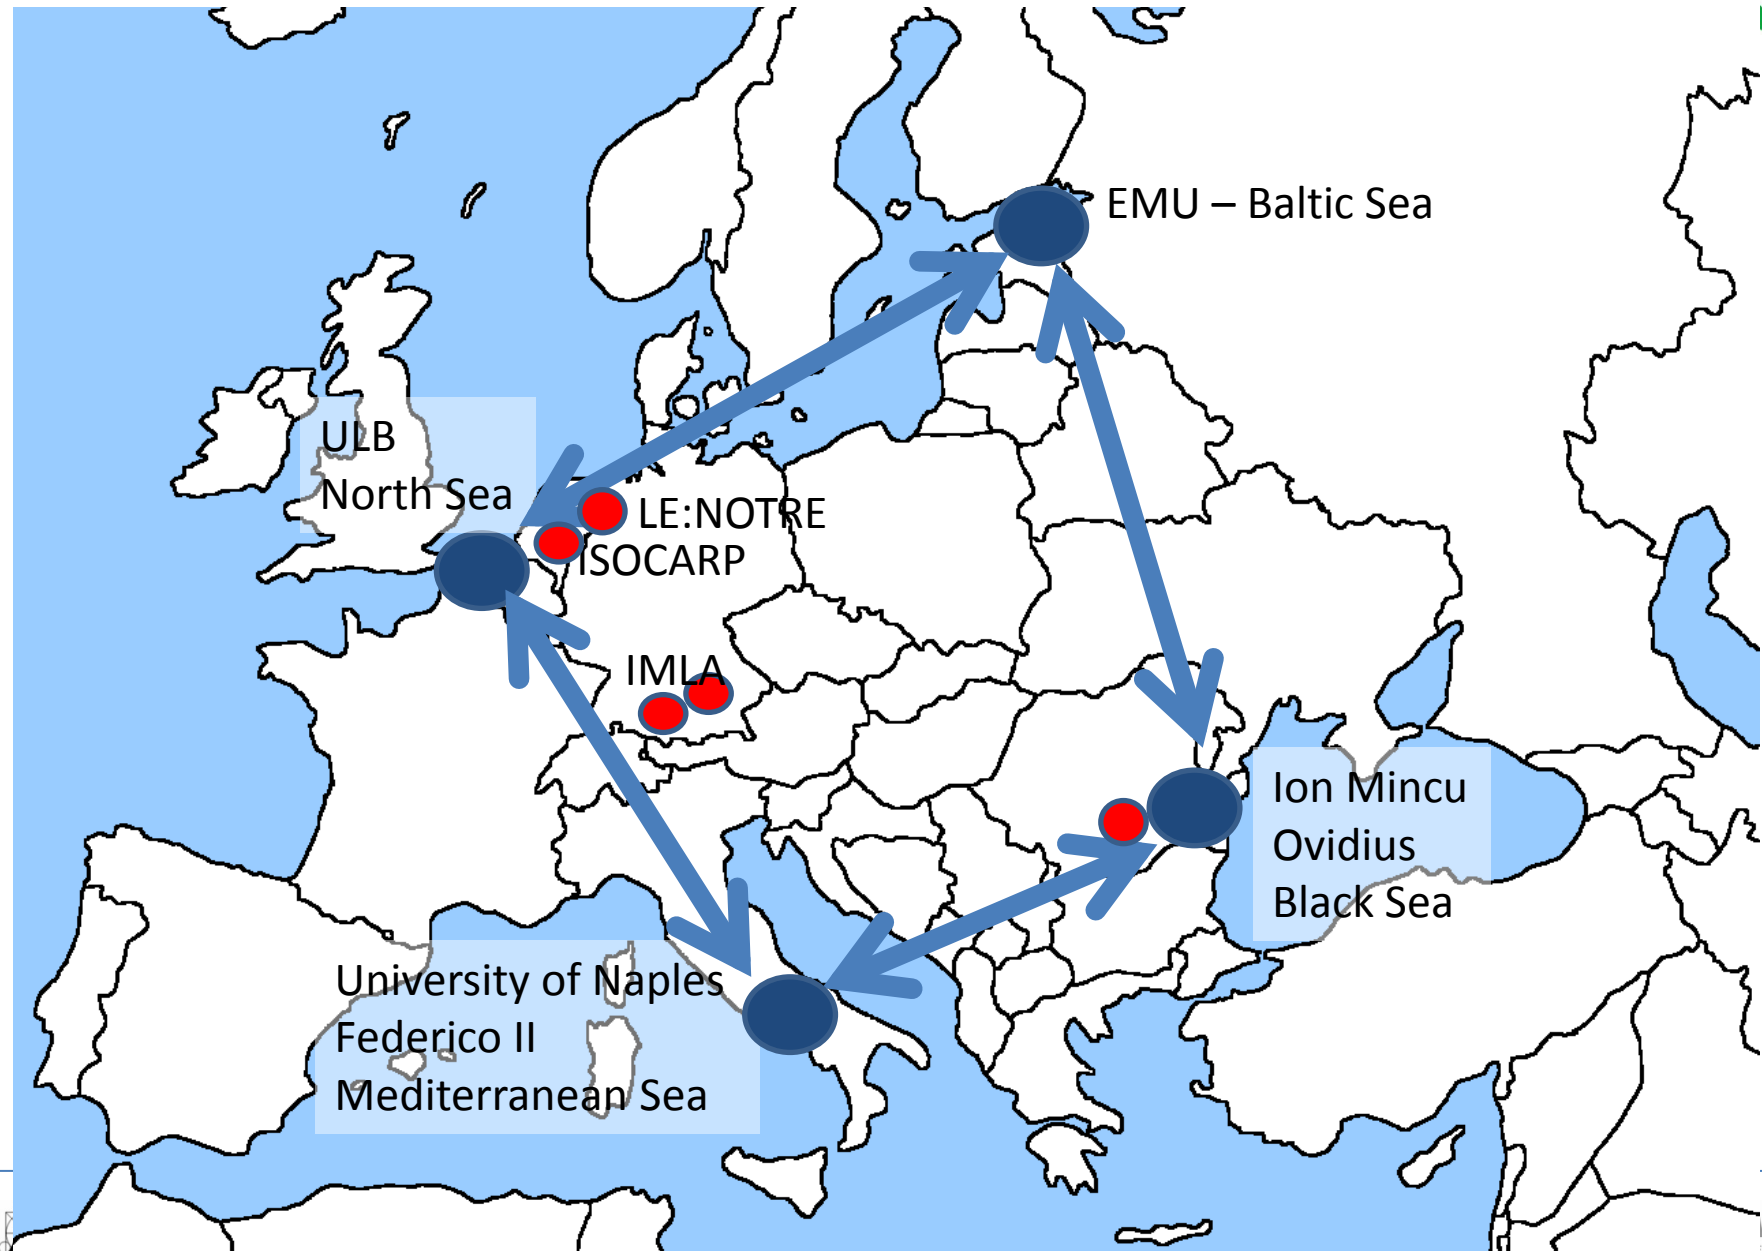 EMU – Baltic Sea
ULB
North Sea
LE:NOTRE
ISOCARP
IMLA
Ion Mincu
Ovidius
Black Sea
University of Naples
Federico II
Mediterranean Sea